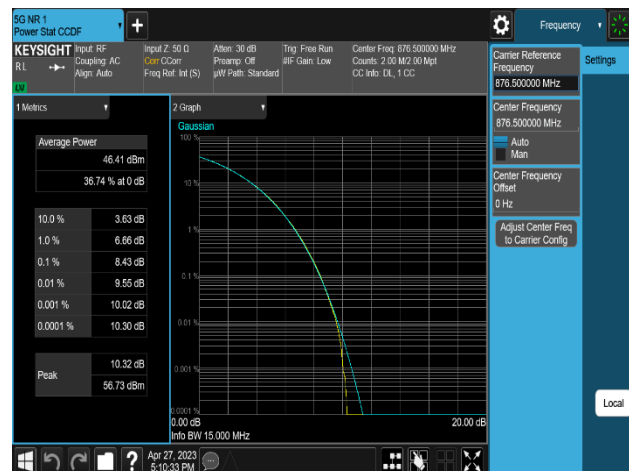 5G NR 1
Power Stat CCDF
Frequency
KEYSIGHT
RL
LW
Input: RF
Coupling: AC
Align: Auto
Input Z: 50 Ω
Corr CCorr
Freq Ref: Int (S)
Atten: 30 dB
Preamp: Off
µW Path: Standard
Trig: Free Run
#IF Gain: Low
Center Freq: 876.500000 MHz
Counts: 2.00 M/2.00 Mpt
CC Info: DL, 1 CC
1 Metrics
Average Power
46.41 dBm
36.74 % at 0 dB
10.0 % 3.63 dB
1.0 % 6.66 dB
0.1 % 8.43 dB
0.01 % 9.55 dB
0.001 % 10.02 dB
0.0001 % 10.30 dB
Peak 10.32 dB
56.73 dBm
2 Graph
Gaussian
100 %
10 %
1 %
0.1 %
0.01 %
0.001 %
0.0001 %
0.00 dB 20.00 dB
Info BW 15.000 MHz
Carrier Reference
Frequency
876.500000 MHz
Center Frequency
876.500000 MHz
Auto
Man
Center Frequency
Offset
0 Hz
Adjust Center Freq
to Carrier Config
Settings
Local
?
Apr 27, 2023
5:10:33 PM